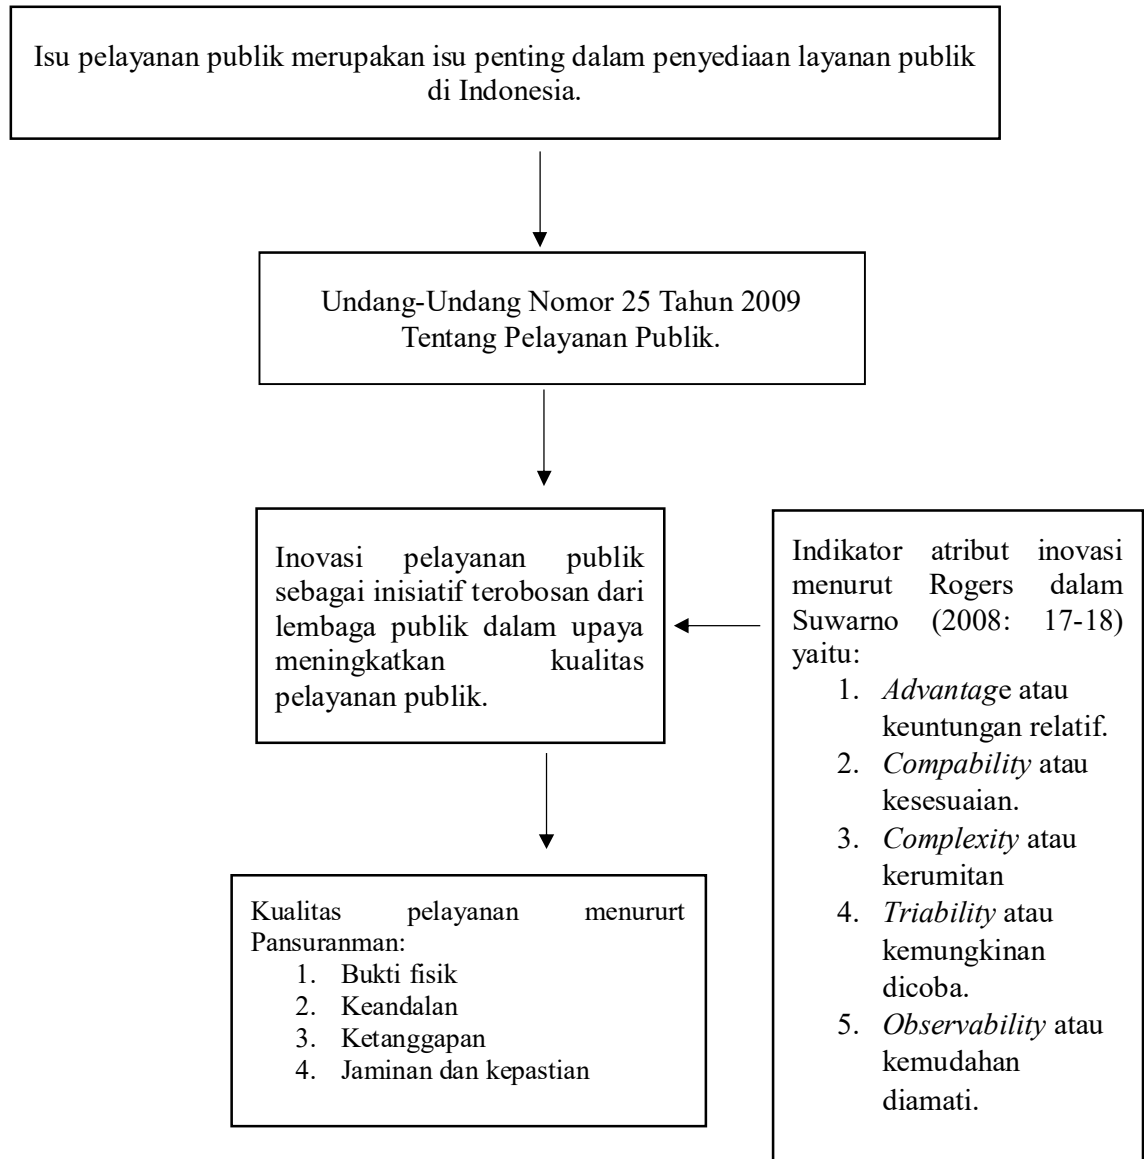 Isu pelayanan publik merupakan isu penting dalam penyediaan layanan publik
di Indonesia.
Undang-Undang Nomor 25 Tahun 2009
Tentang Pelayanan Publik.
Inovasi pelayanan publik
sebagai inisiatif terobosan dari
lembaga publik dalam upaya
meningkatkan kualitas
pelayanan publik.
Indikator atribut inovasi
menurut Rogers dalam
Suwarno (2008: 17-18)
yaitu:
1. Advantage atau
keuntungan relatif.
2. Compability atau
kesesuaian.
3. Complexity atau
kerumitan
4. Triability atau
kemungkinan
dicoba.
5. Observability atau
kemudahan
diamati.
Kualitas pelayanan menururt
Pansuranman:
1. Bukti fisik
2. Keandalan
3. Ketanggapan
4. Jaminan dan kepastian